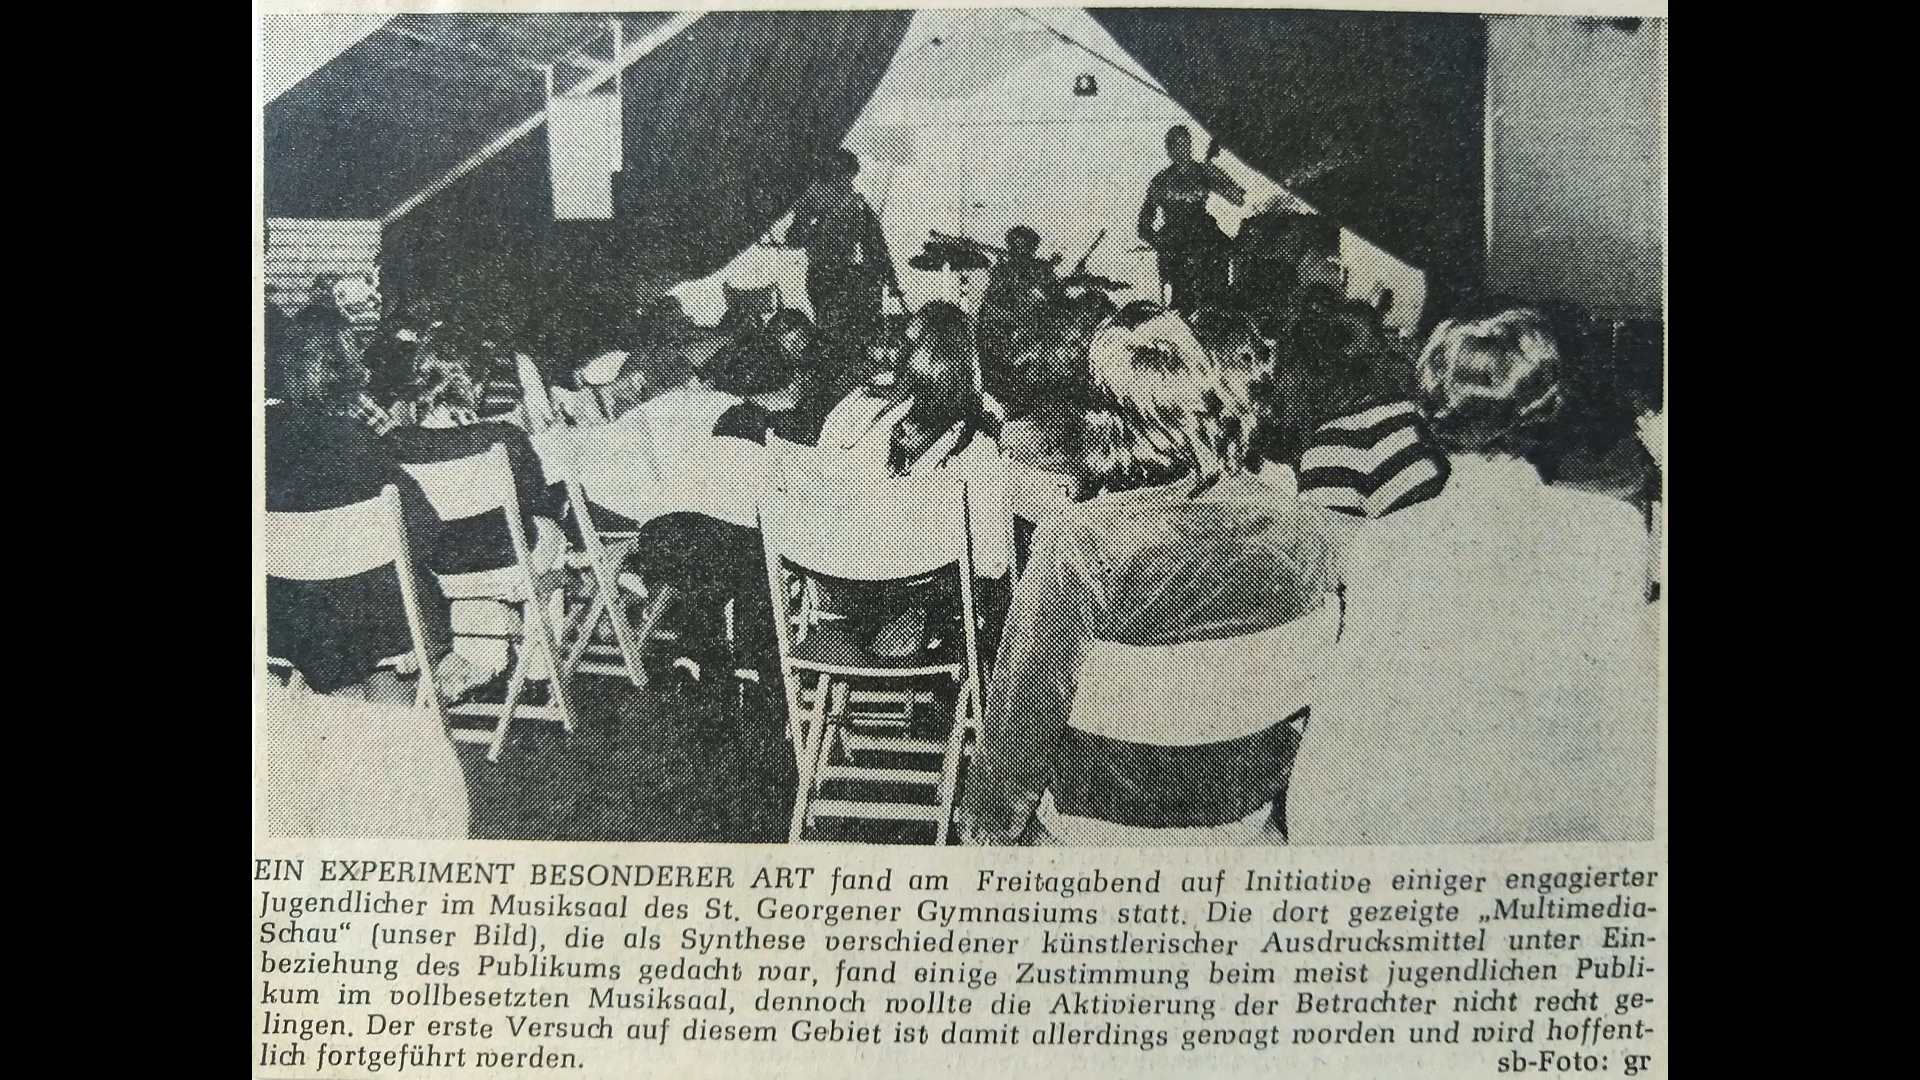 EIN EXPERIMENT BESONDERER ART fand am Freitagabend auf Initiative einiger engagierter
Jugendlicher im Musiksaal des St. Georgener Gymnasiums statt. Die dort gezeigte „Multimedia-
Schau“ (unser Bild), die als Synthese verschiedener künstlerischer Ausdrucksmittel unter Ein-
beziehung des Publikums gedacht war, fand einige Zustimmung beim meist jugendlichen Publi-
kum im vollbesetzten Musiksaal, dennoch wollte die Aktivierung der Betrachter nicht recht ge-
lingen. Der erste Versuch auf diesem Gebiet ist damit allerdings gewagt worden und wird hoffent-
lich fortgeführt werden. sb-Foto: gr